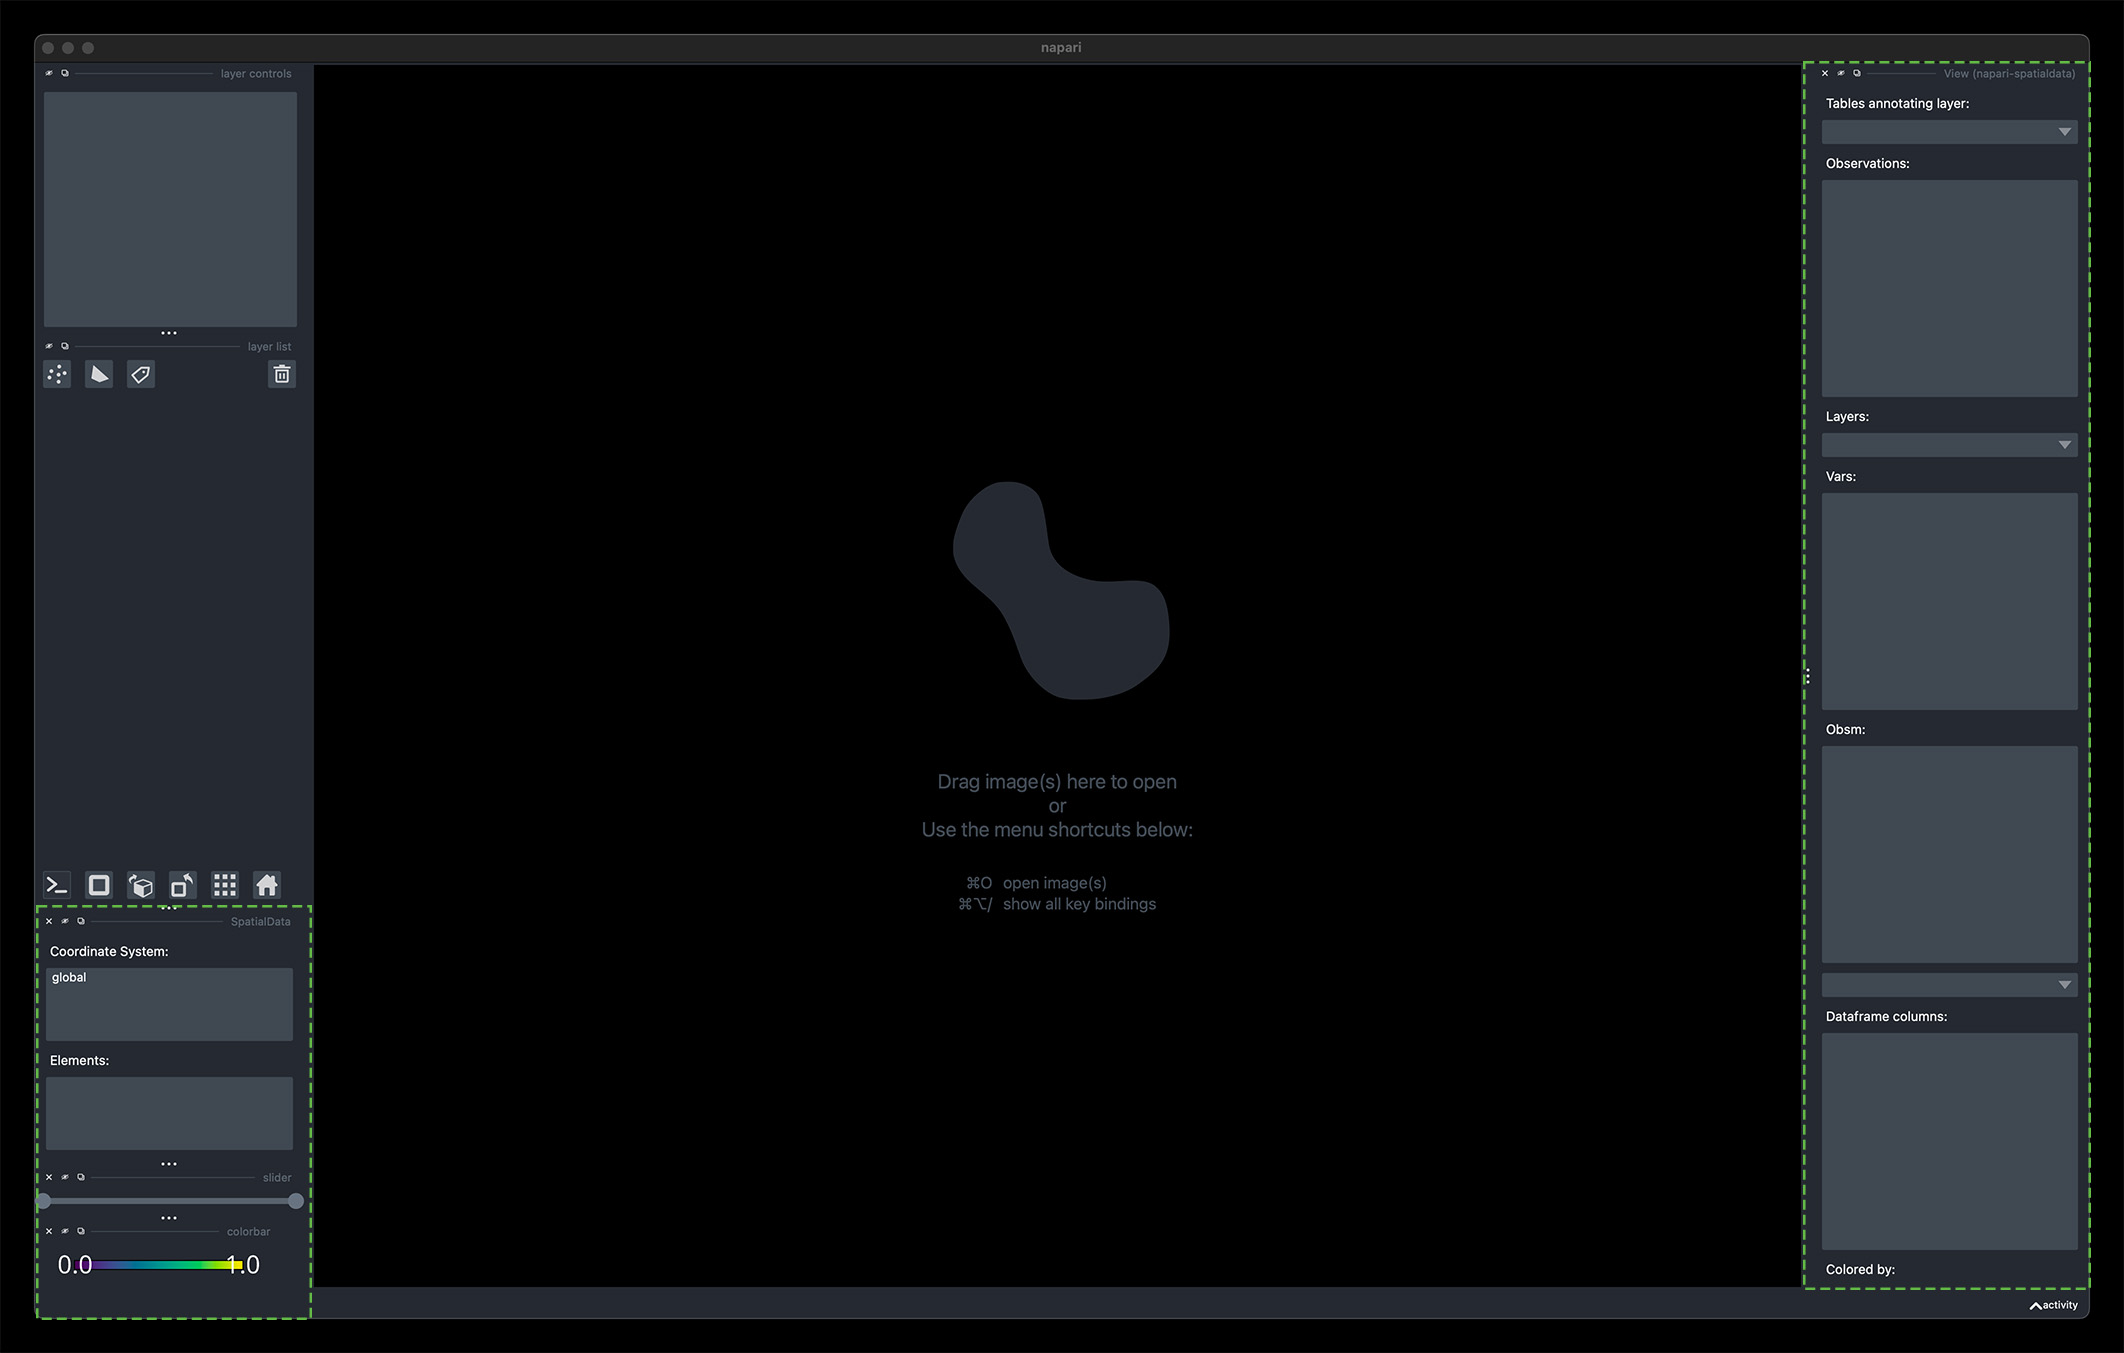 napari
layer controls
layer list
SpatialData
Coordinate System:
global
Elements:
slider
colorbar
0.0 1.0
Drag image(s) here to open
or
Use the menu shortcuts below:
⌘O open image(s)
⌘⌥/ show all key bindings
View (napari-spatialdata)
Tables annotating layer:
Observations:
Layers:
Vars:
Obsm:
Dataframe columns:
Colored by:
activity